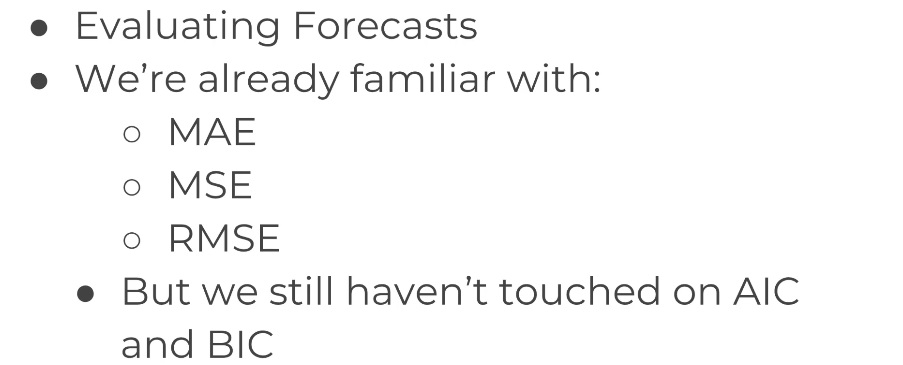 ● Evaluating Forecasts
● We’re already familiar with:
○ MAE
○ MSE
○ RMSE
● But we still haven’t touched on AIC
and BIC